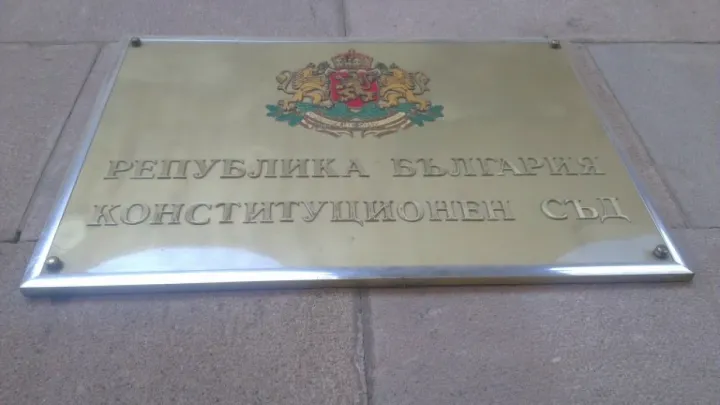 РЕПУБЛИКА БЪЛГАРИЯ
КОНСТИТУЦИОНЕН СЪД